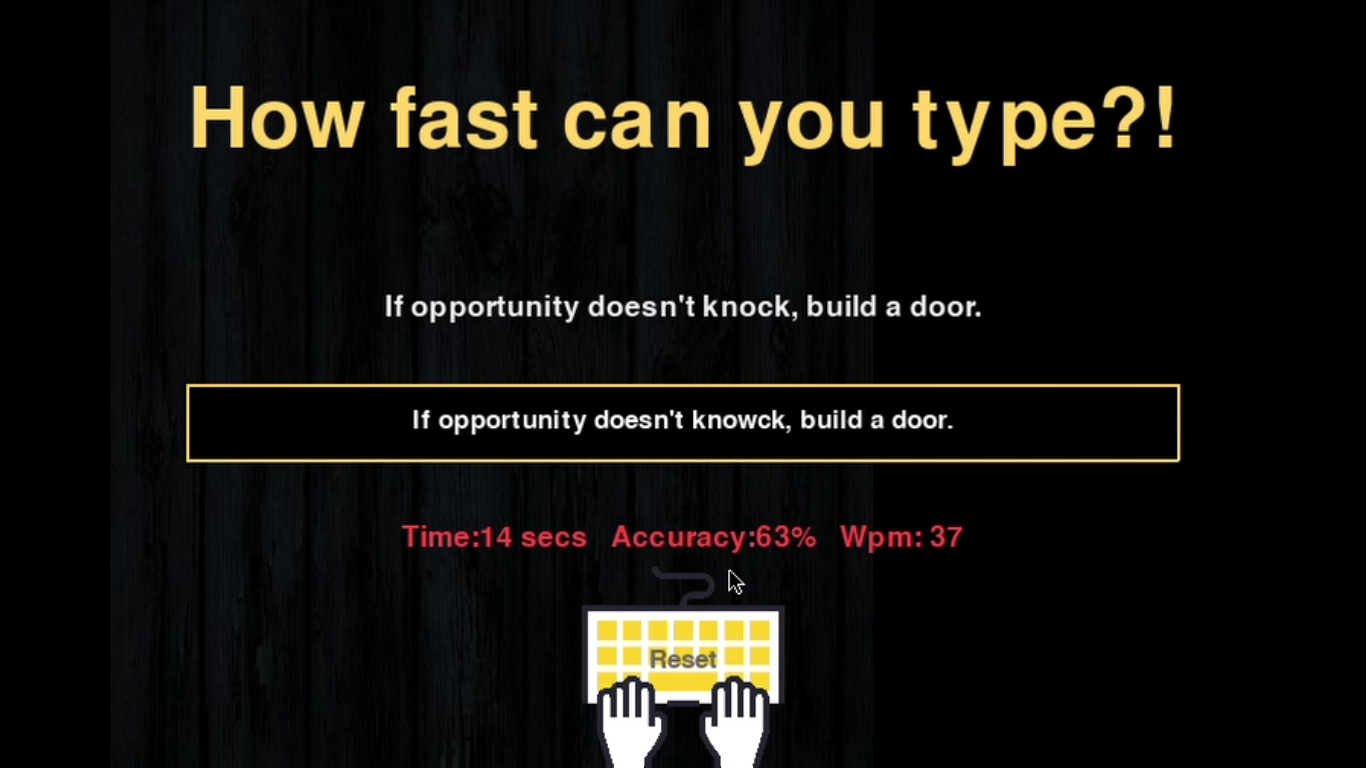 How fast can you type?!
If opportunity doesn't knock, build a door.
If opportunity doesn't knowck, build a door.
Time:14 secs Accuracy:63% Wpm: 37
Reset